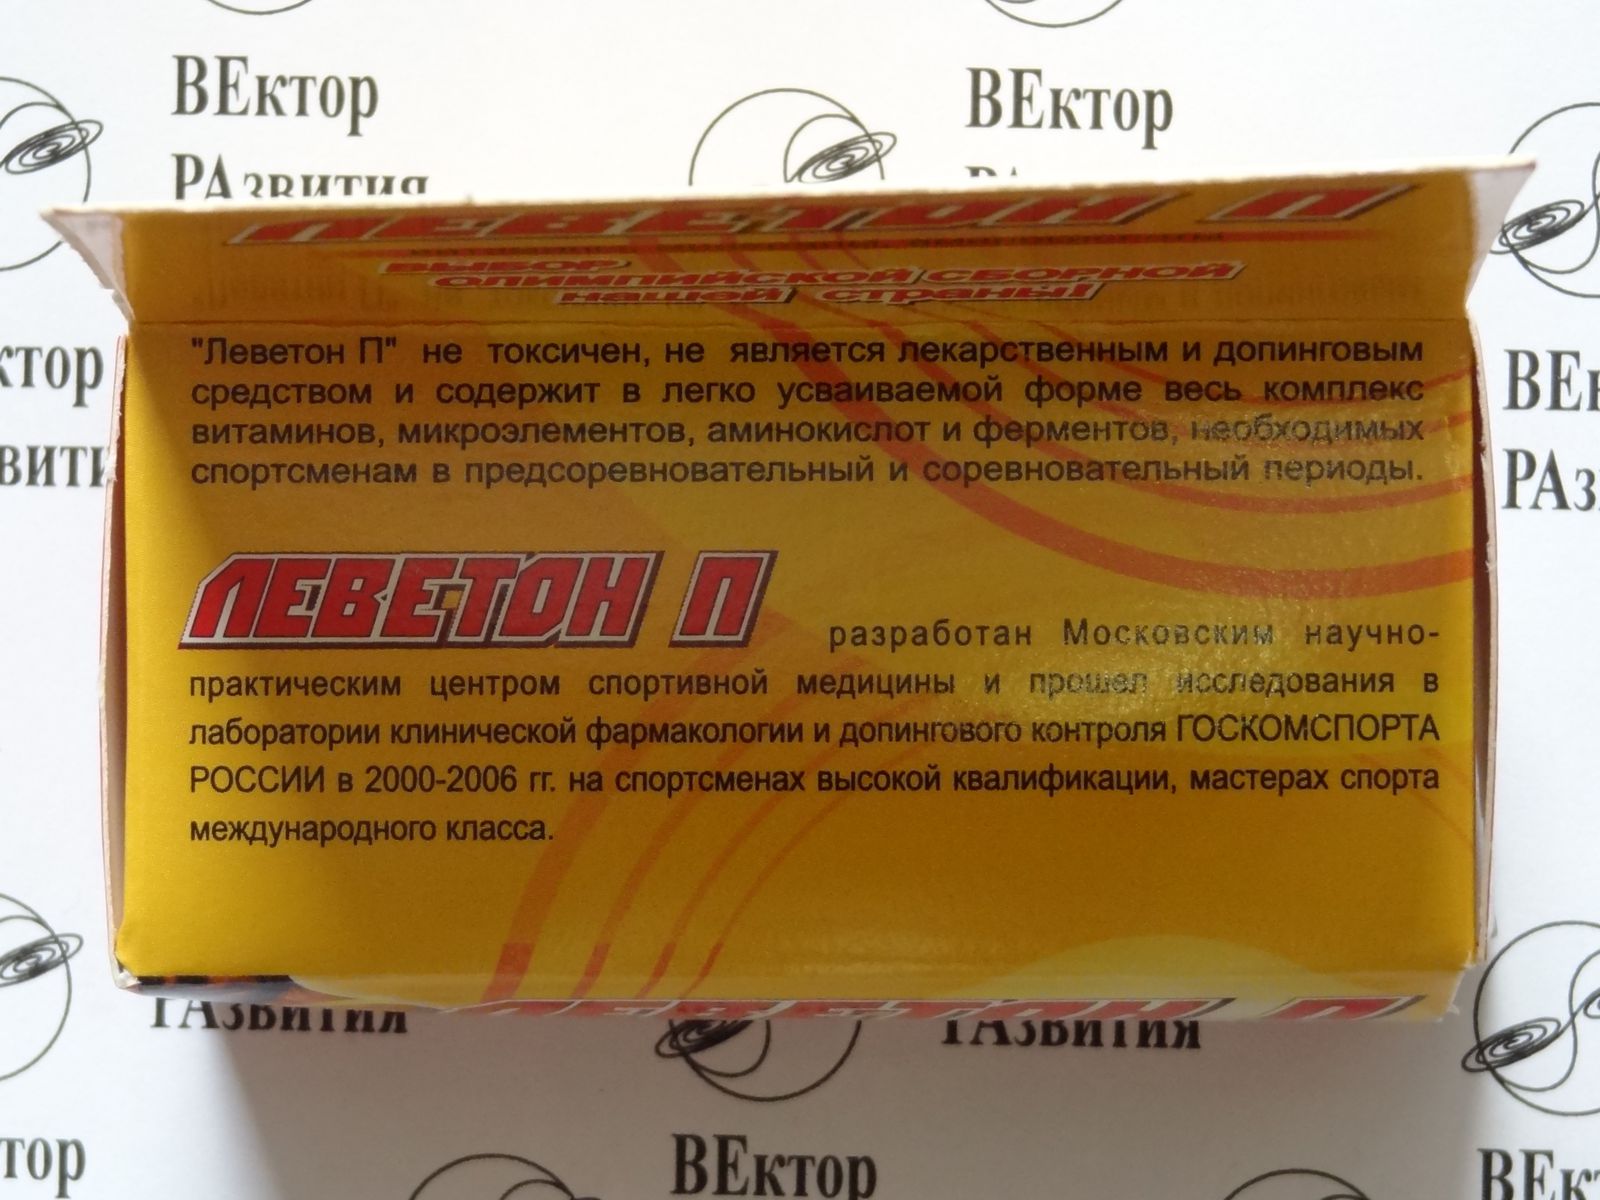 ВЕктор
ВЕктор
РАзвития
ЛЕВЕТОН П
ВЫБОР
ОЛИМПИЙСКОЙ СБОРНОЙ
НАШЕЙ СТРАНЫ!
"Леветон П" не токсичен, не является лекарственным и допинговым
средством и содержит в легко усваиваемой форме весь комплекс
витаминов, микроэлементов, аминокислот и ферментов, необходимых
спортсменам в предсоревновательный и соревновательный периоды.
ктор
вити
ВЕк
РАз
ЛЕВЕТОН П разработан Московским научно-
практическим центром спортивной медицины и прошел исследования в
лаборатории клинической фармакологии и допингового контроля ГОСКОМСПОРТА
РОССИИ в 2000-2006 гг. на спортсменах высокой квалификации, мастерах спорта
международного класса.
ЛЕВЕТОН П
РАзвития
РАзвития
тор
ВЕктор
ВЕк